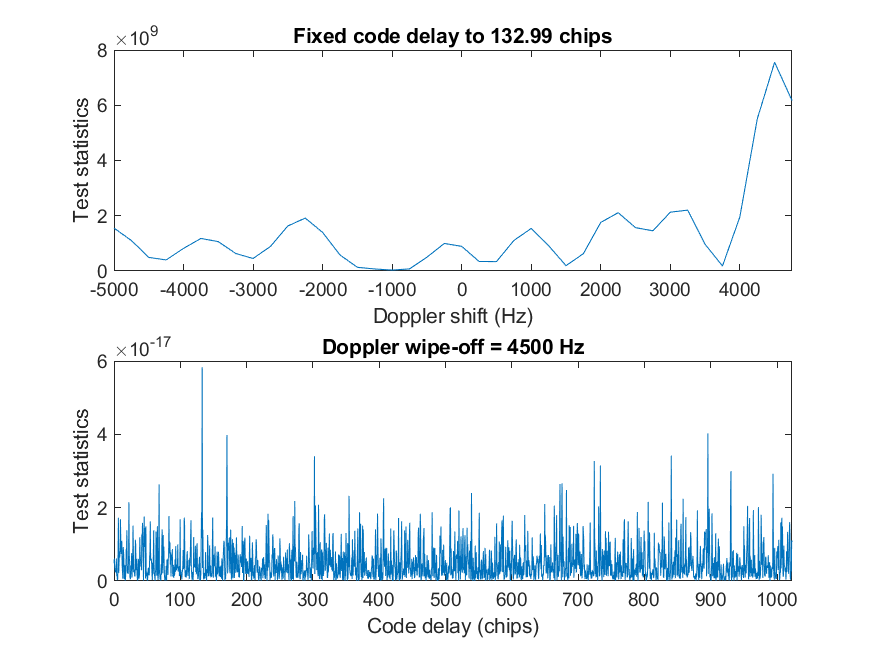 Fixed code delay to 132.99 chips
×10^9
8
6
4
2
0
Test statistics
-5000 -4000 -3000 -2000 -1000 0 1000 2000 3000 4000
Doppler shift (Hz)
Doppler wipe-off = 4500 Hz
×10^-17
6
4
2
0
Test statistics
0 100 200 300 400 500 600 700 800 900 1000
Code delay (chips)